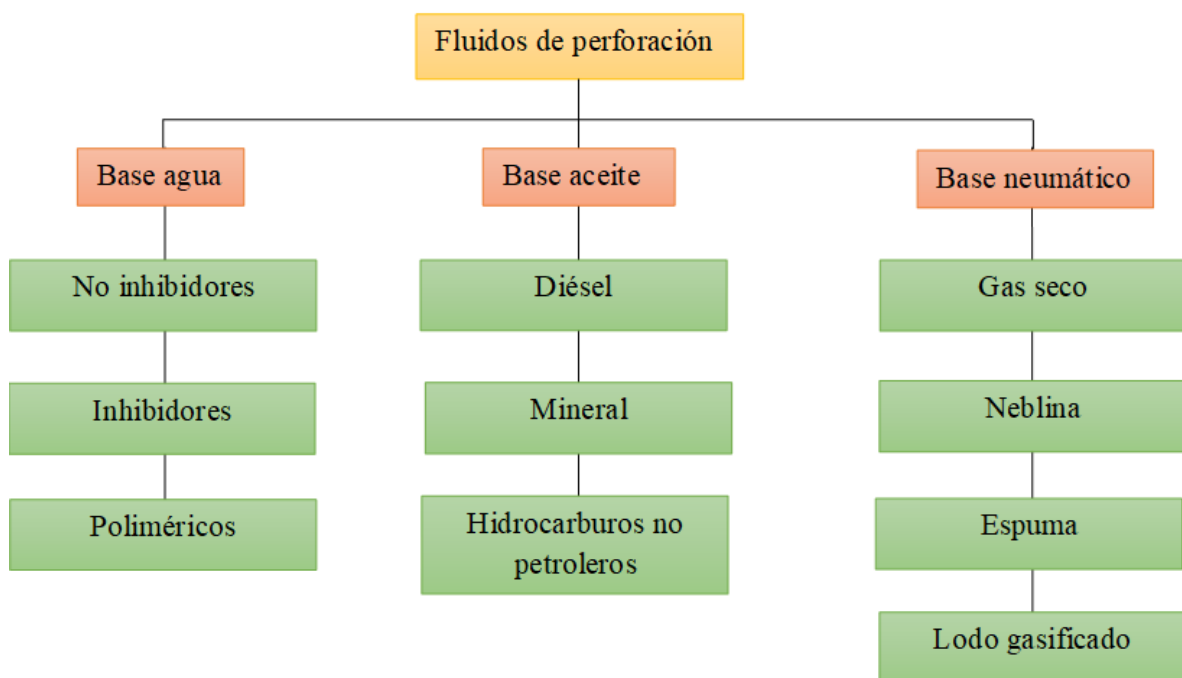 Fluidos de perforación
Base agua
Base aceite
Base neumático
No inhibidores
Diésel
Gas seco
Inhibidores
Mineral
Neblina
Poliméricos
Hidrocarburos no
petroleros
Espuma
Lodo gasificado